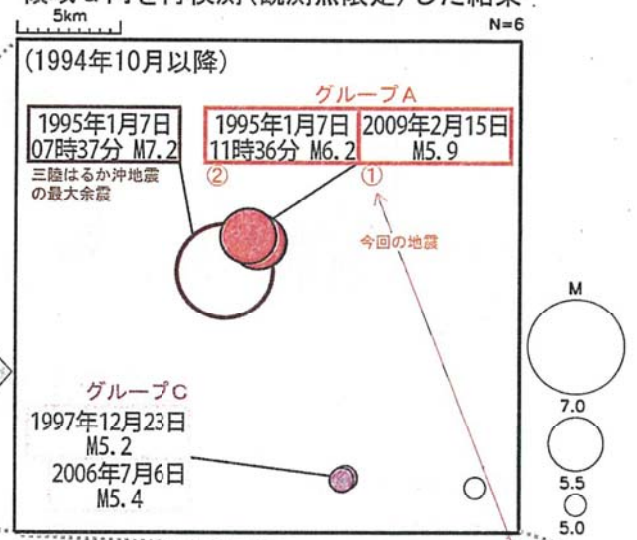 5km
N=6
(1994年10月以降)
グループA
1995年1月7日
07時37分 M7.2
1995年1月7日
11時36分 M6.2
2009年2月15日
M5.9
三陸はるか沖地震
の最大余震
②
①
今回の地震
M
7.0
5.5
5.0
グループC
1997年12月23日
M5.2
2006年7月6日
M5.4